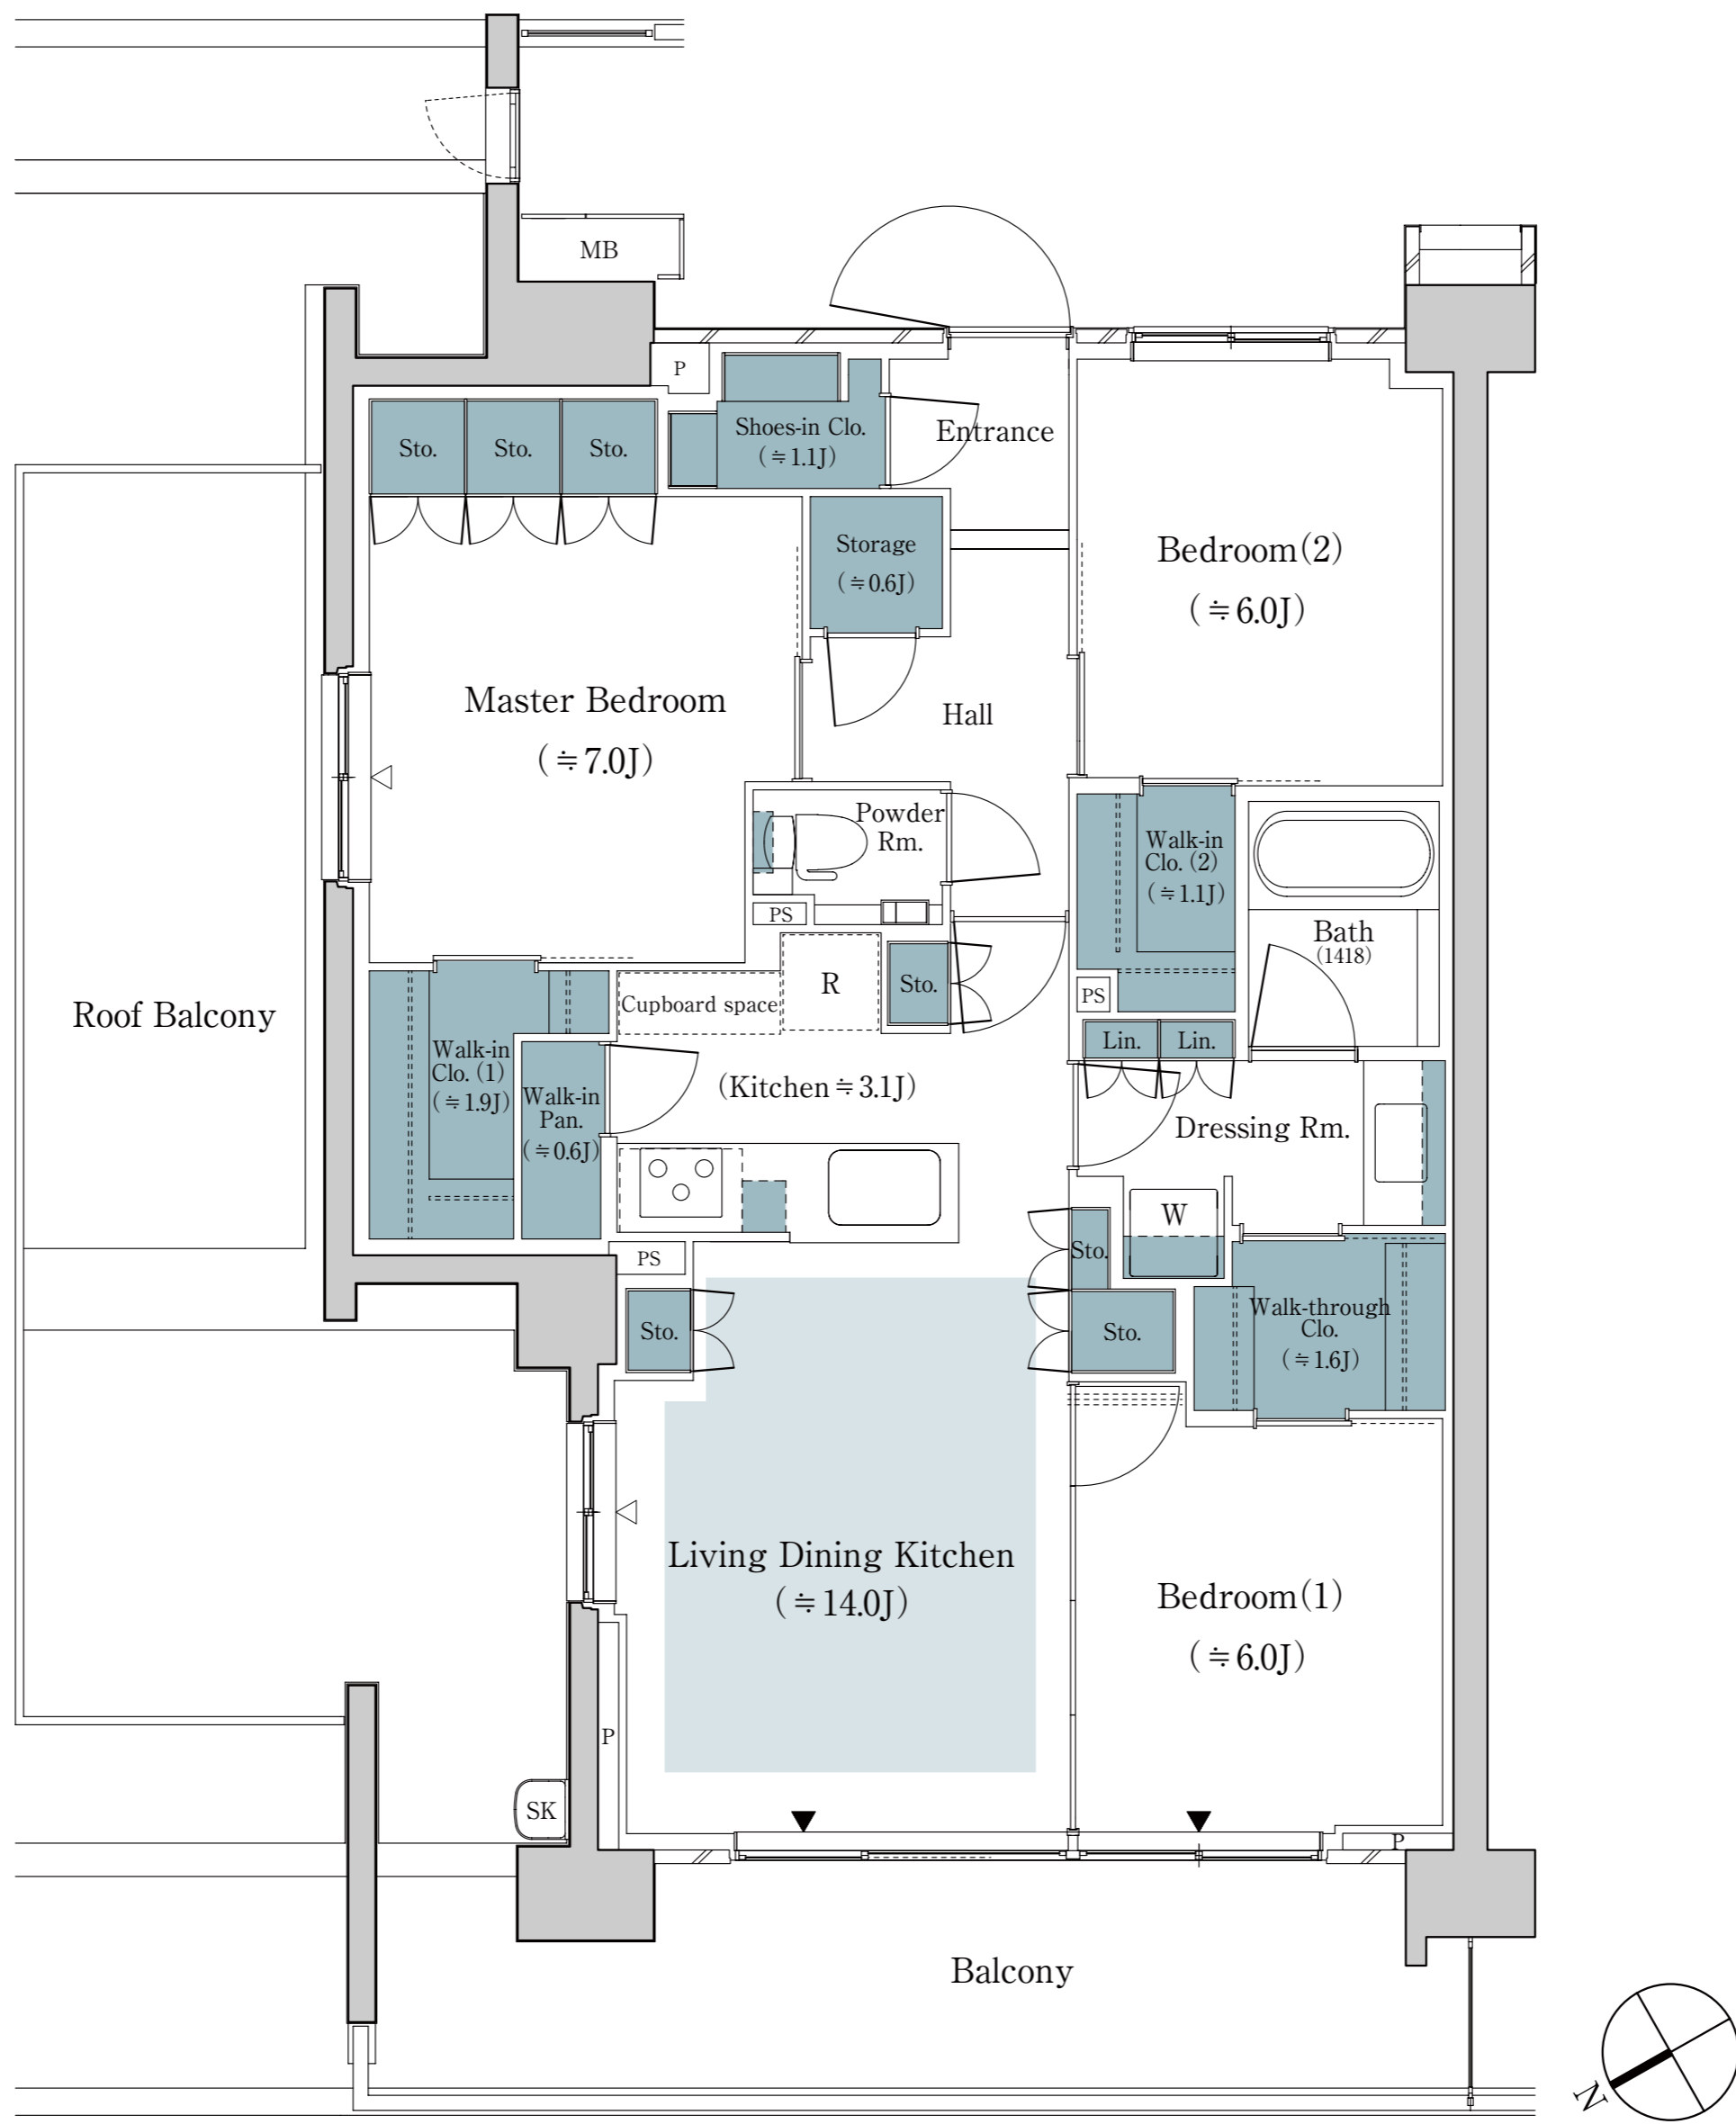 MB
P
Shoes-in Clo.
(≒1.1J)
Entrance
Sto.
Sto.
Sto.
Storage
(≒0.6J)
Bedroom(2)
(≒6.0J)
Master Bedroom
(≒7.0J)
Hall
Powder
Rm.
PS
Walk-in
Clo. (2)
(≒1.1J)
Bath
(1418)
Roof Balcony
Cupboard space
R
Sto.
PS
Lin.
Lin.
Walk-in
Clo. (1)
(≒1.9J)
Walk-in
Pan.
(≒0.6J)
(Kitchen≒3.1J)
Dressing Rm.
W
PS
Sto.
Sto.
Sto.
Walk-through
Clo.
(≒1.6J)
Living Dining Kitchen
(≒14.0J)
Bedroom(1)
(≒6.0J)
P
SK
P
Balcony
N